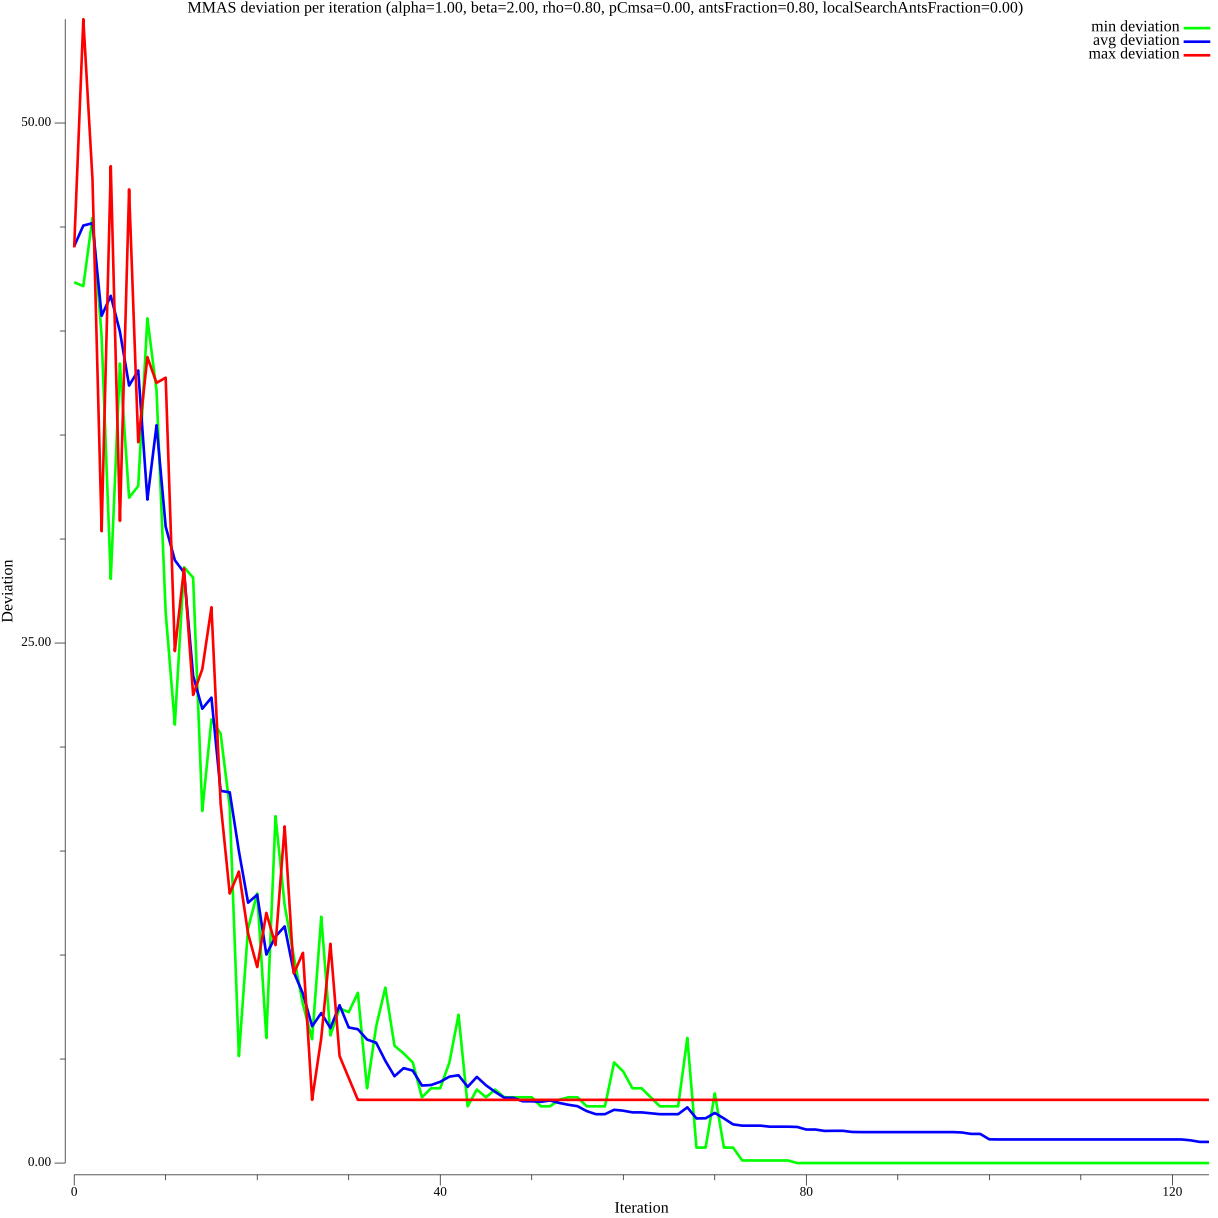 MMAS deviation per iteration (alpha=1.00, beta=2.00, rho=0.80, pCmsa=0.00, antsFraction=0.80, localSearchAntsFraction=0.00)
min deviation
avg deviation
max deviation
50.00
25.00
0.00
Deviation
0
40
80
120
Iteration